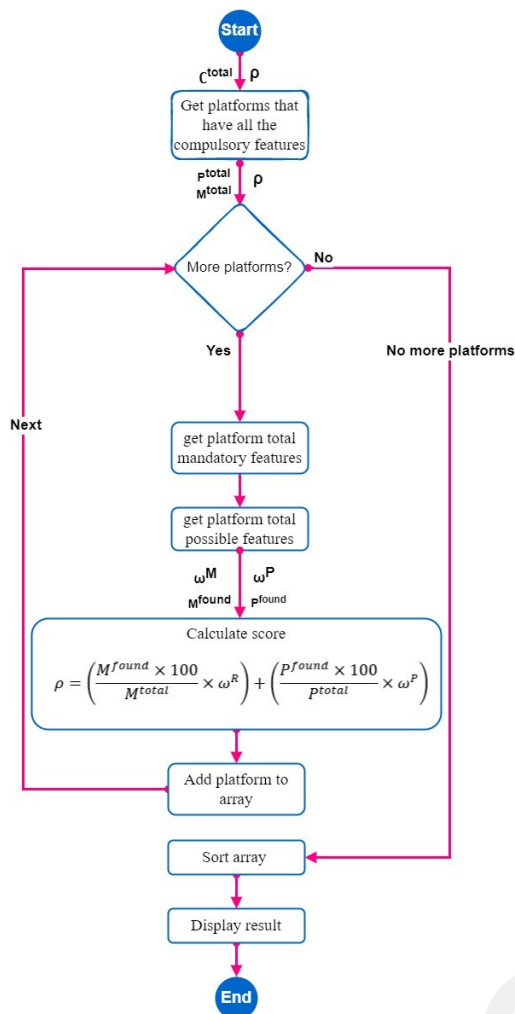 Start
C^total ρ
Get platforms that
have all the
compulsory features
P^total ρ
M^total
More platforms?
No
Yes
No more platforms
Next
get platform total
mandatory features
get platform total
possible features
ω^M ω^P
M^found P^found
Calculate score
ρ = (M^found × 100 / M^total × ω^R) + (P^found × 100 / P^total × ω^P)
Add platform to
array
Sort array
Display result
End